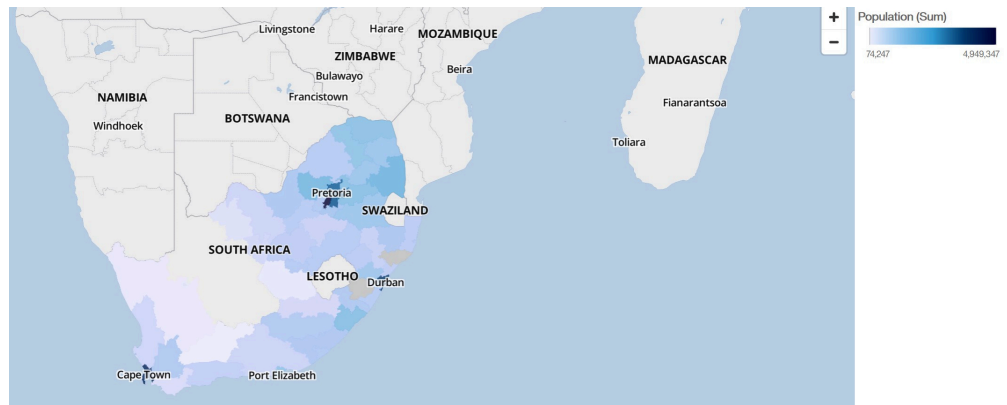 Population (Sum)
74,247 4,949,347
+
−
Livingstone
Harare
MOZAMBIQUE
ZIMBABWE
MADAGASCAR
Beira
Bulawayo
NAMIBIA
Francistown
Fianarantsoa
BOTSWANA
Windhoek
Toliara
Pretoria
SWAZILAND
SOUTH AFRICA
LESOTHO
Durban
Cape Town
Port Elizabeth